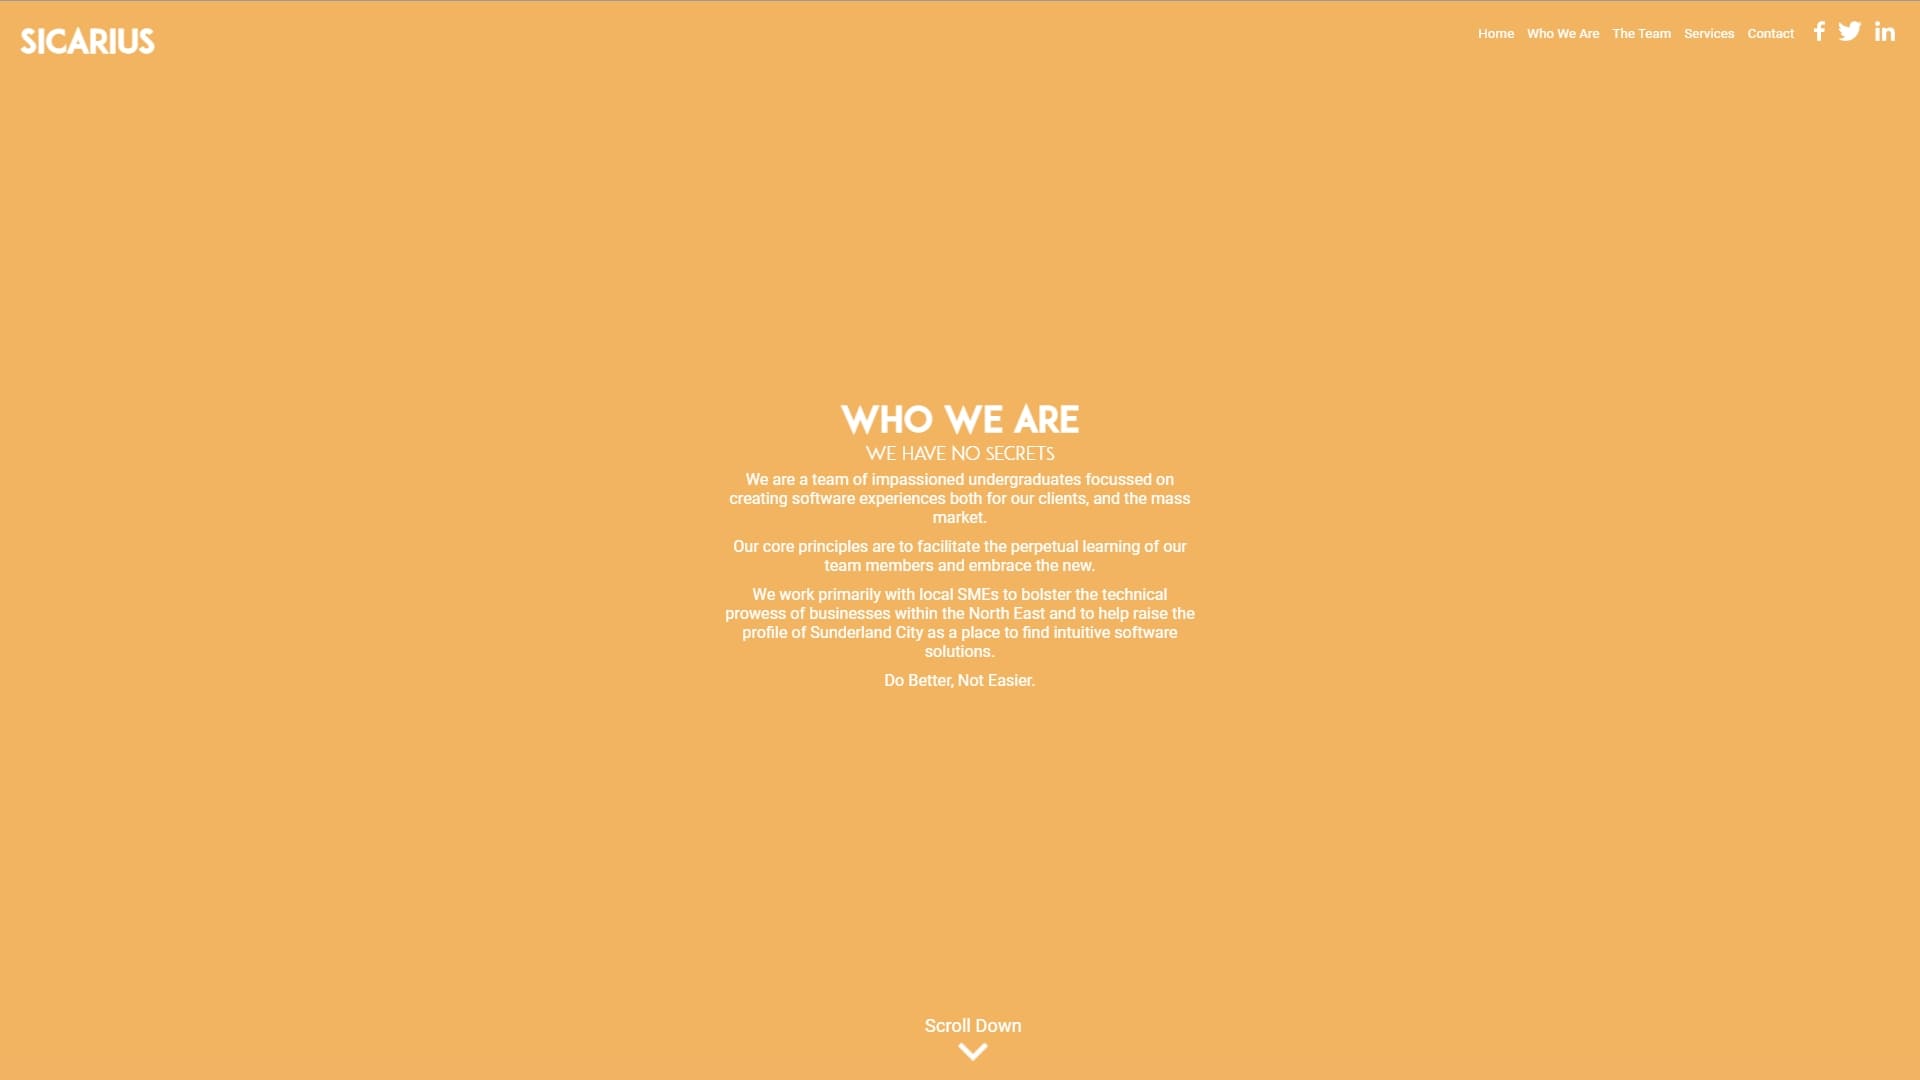 SICARIUS
Home Who We Are The Team Services Contact
WHO WE ARE
WE HAVE NO SECRETS
We are a team of impassioned undergraduates focussed on
creating software experiences both for our clients, and the mass
market.
Our core principles are to facilitate the perpetual learning of our
team members and embrace the new.
We work primarily with local SMEs to bolster the technical
prowess of businesses within the North East and to help raise the
profile of Sunderland City as a place to find intuitive software
solutions.
Do Better, Not Easier.
Scroll Down